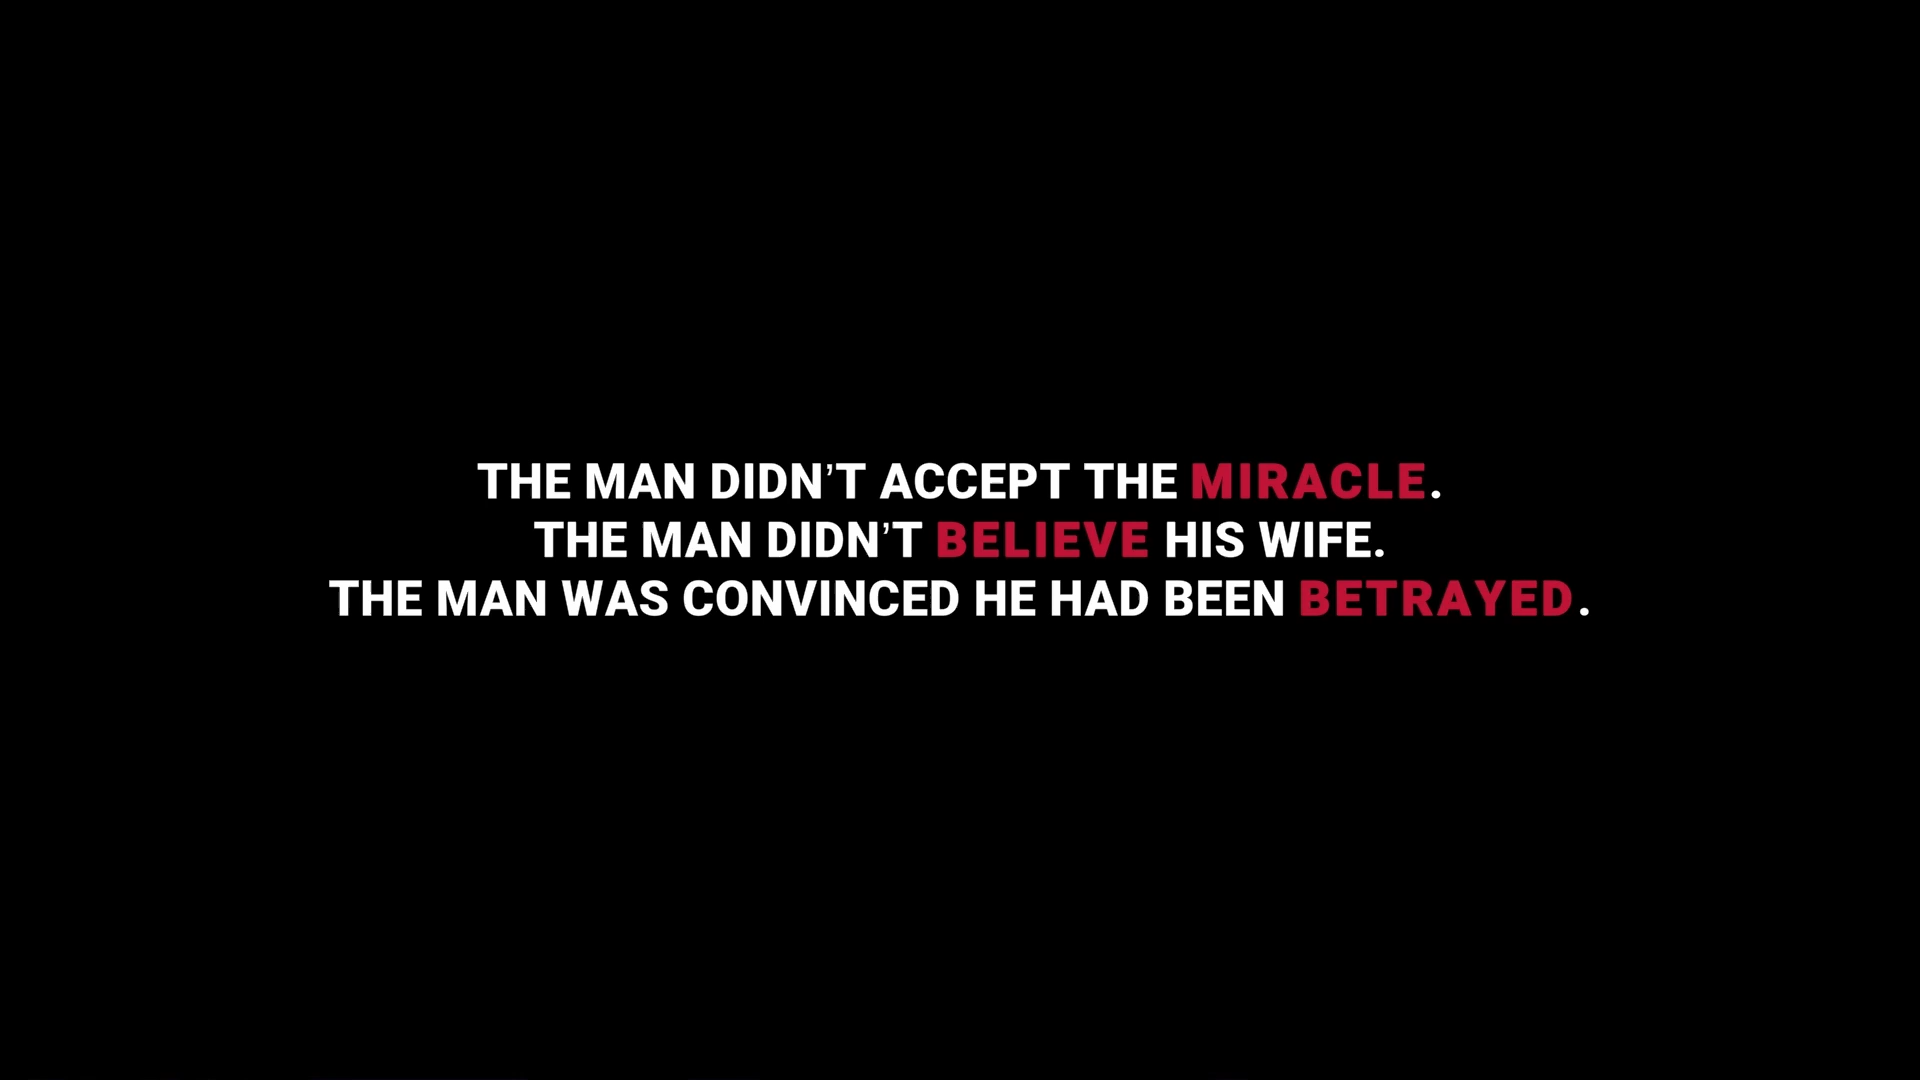 THE MAN DIDN’T ACCEPT THE MIRACLE.
THE MAN DIDN’T BELIEVE HIS WIFE.
THE MAN WAS CONVINCED HE HAD BEEN BETRAYED.